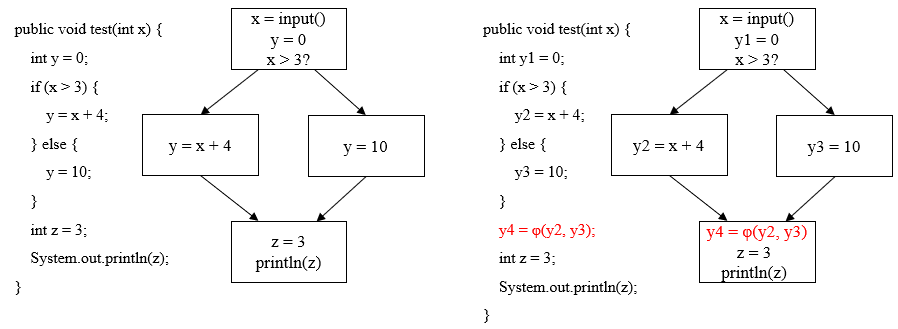 public void test(int x) {
int y = 0;
if (x > 3) {
y = x + 4;
} else {
y = 10;
}
int z = 3;
System.out.println(z);
}
x = input()
y = 0
x > 3?
y = x + 4
y = 10
z = 3
println(z)
public void test(int x) {
int y1 = 0;
if (x > 3) {
y2 = x + 4;
} else {
y3 = 10;
}
y4 = φ(y2, y3);
int z = 3;
System.out.println(z);
}
x = input()
y1 = 0
x > 3?
y2 = x + 4
y3 = 10
y4 = φ(y2, y3)
z = 3
println(z)